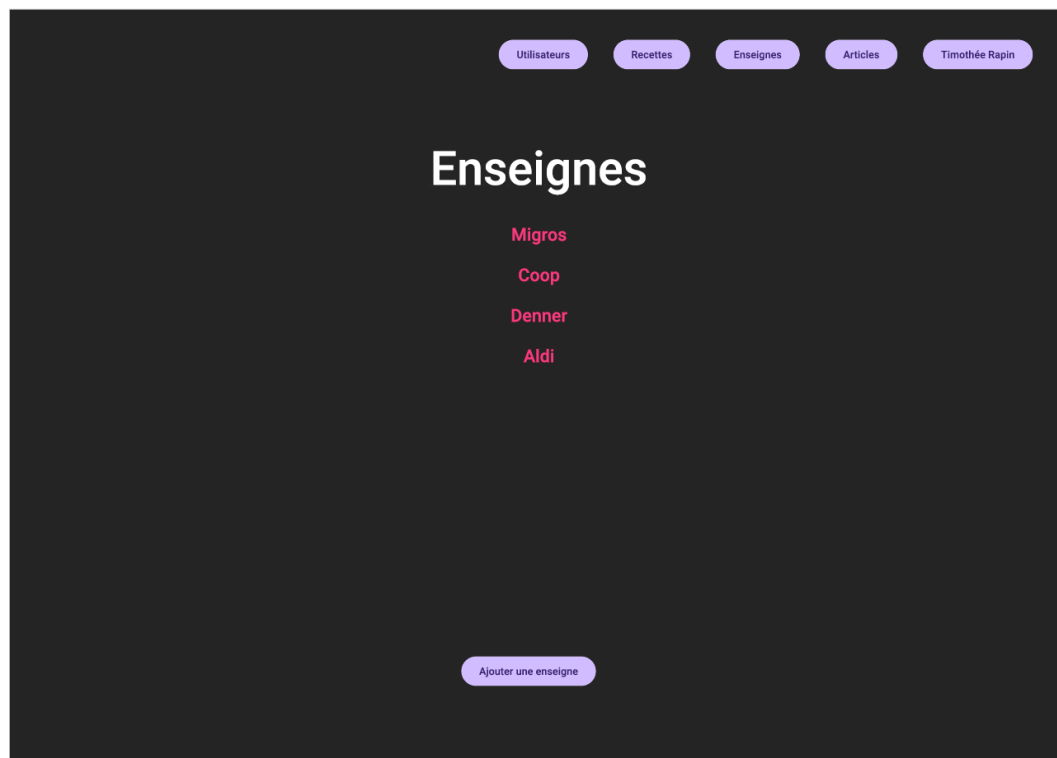 Utilisateurs Recettes Enseignes Articles Timothée Rapin
Enseignes
Migros
Coop
Denner
Aldi
Ajouter une enseigne